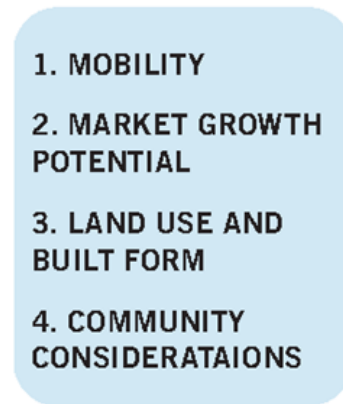 1. MOBILITY
2. MARKET GROWTH
POTENTIAL
3. LAND USE AND
BUILT FORM
4. COMMUNITY
CONSIDERATAIONS